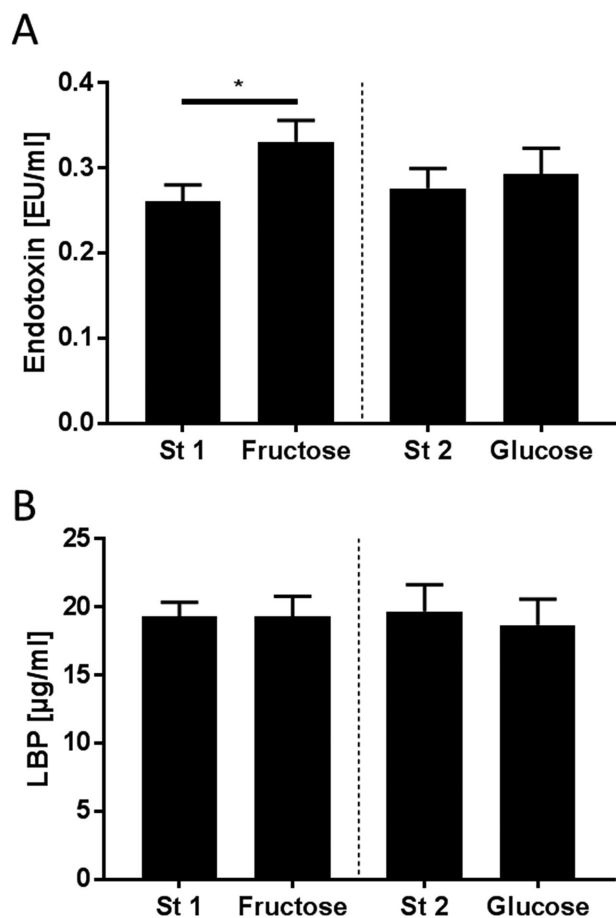 A
*
0.4
0.3
0.2
0.1
0.0
Endotoxin [EU/ml]
St 1 Fructose St 2 Glucose
B
25
20
15
10
5
0
LBP [µg/ml]
St 1 Fructose St 2 Glucose